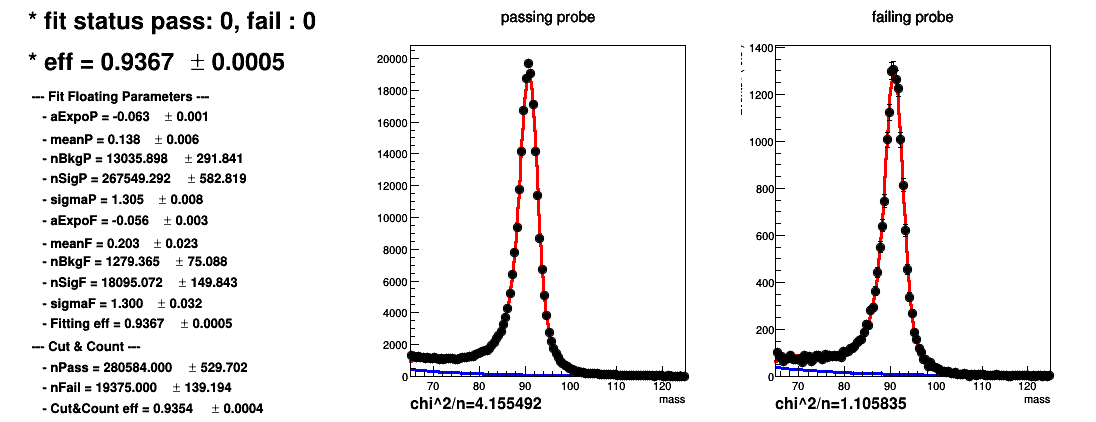 * fit status pass: 0, fail : 0
* eff = 0.9367 ± 0.0005
--- Fit Floating Parameters ---
- aExpoP = -0.063 ± 0.001
- meanP = 0.138 ± 0.006
- nBkgP = 13035.898 ± 291.841
- nSigP = 267549.292 ± 582.819
- sigmaP = 1.305 ± 0.008
- aExpoF = -0.056 ± 0.003
- meanF = 0.203 ± 0.023
- nBkgF = 1279.365 ± 75.088
- nSigF = 18095.072 ± 149.843
- sigmaF = 1.300 ± 0.032
- Fitting eff = 0.9367 ± 0.0005
--- Cut & Count ---
- nPass = 280584.000 ± 529.702
- nFail = 19375.000 ± 139.194
- Cut&Count eff = 0.9354 ± 0.0004
passing probe
20000
18000
16000
14000
12000
10000
8000
6000
4000
2000
0
70 80 90 100 110 120
mass
chi^2/n=4.155492
failing probe
1400
1200
1000
800
600
400
200
0
70 80 90 100 110 120
mass
chi^2/n=1.105835